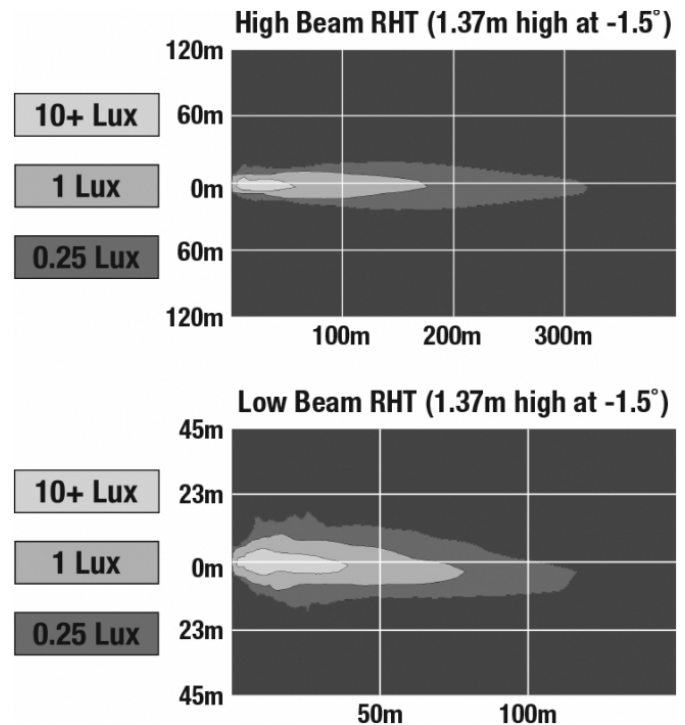 High Beam RHT (1.37m high at -1.5°)
120m
10+ Lux
60m
1 Lux
0m
0.25 Lux
60m
120m
100m 200m 300m
Low Beam RHT (1.37m high at -1.5°)
45m
10+ Lux
23m
1 Lux
0m
0.25 Lux
23m
45m
50m 100m